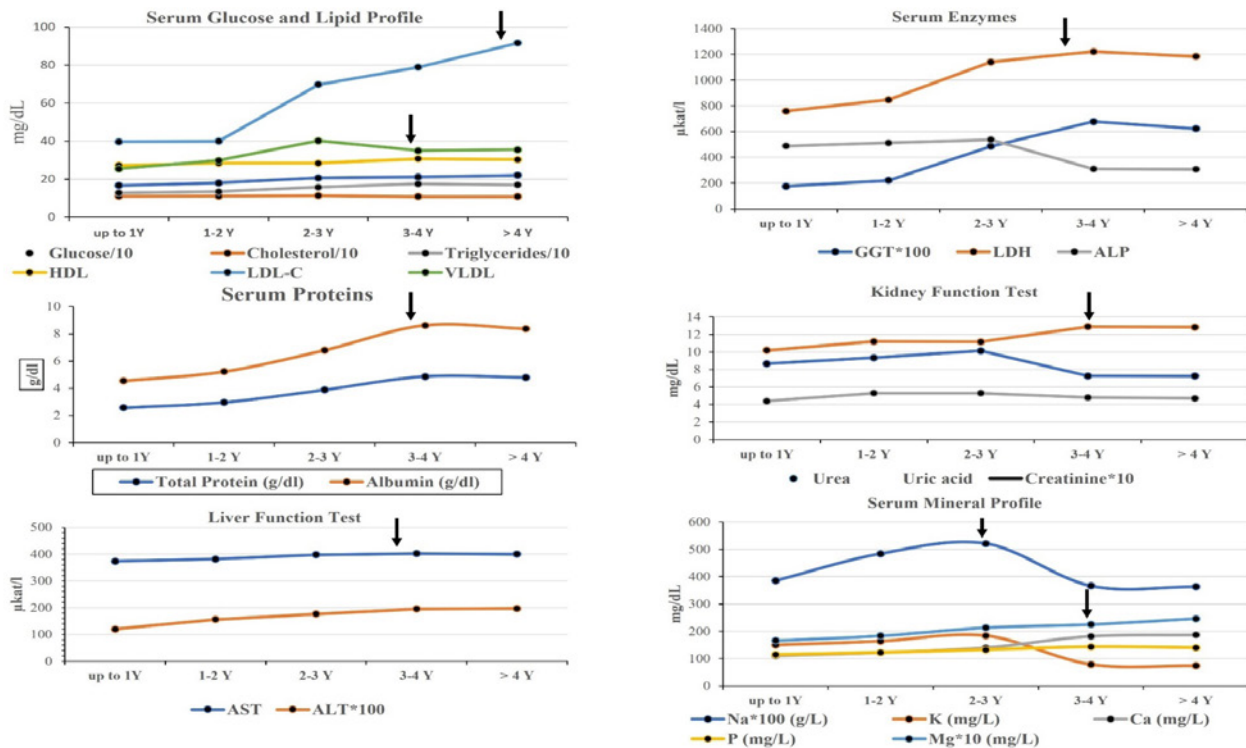 Serum Glucose and Lipid Profile
mg/dL
100
80
60
40
20
0
up to 1Y 1-2 Y 2-3 Y 3-4 Y > 4 Y
Glucose/10 Cholesterol/10 Triglycerides/10
HDL LDL-C VLDL
Serum Enzymes
µkat/l
1400
1200
1000
800
600
400
200
0
up to 1Y 1-2 Y 2-3 Y 3-4 Y > 4 Y
GGT*100 LDH ALP
Serum Proteins
g/dl
10
8
6
4
2
0
up to 1Y 1-2 Y 2-3 Y 3-4 Y > 4 Y
Total Protein (g/dl) Albumin (g/dl)
Kidney Function Test
mg/dL
14
12
10
8
6
4
2
0
up to 1Y 1-2 Y 2-3 Y 3-4 Y > 4 Y
Urea Uric acid Creatinine*10
Liver Function Test
µkat/l
500
400
300
200
100
0
up to 1Y 1-2 Y 2-3 Y 3-4 Y > 4 Y
AST ALT*100
Serum Mineral Profile
mg/dL
600
500
400
300
200
100
0
up to 1Y 1-2 Y 2-3 Y 3-4 Y > 4 Y
Na*100 (g/L) K (mg/L) Ca (mg/L)
P (mg/L) Mg*10 (mg/L)